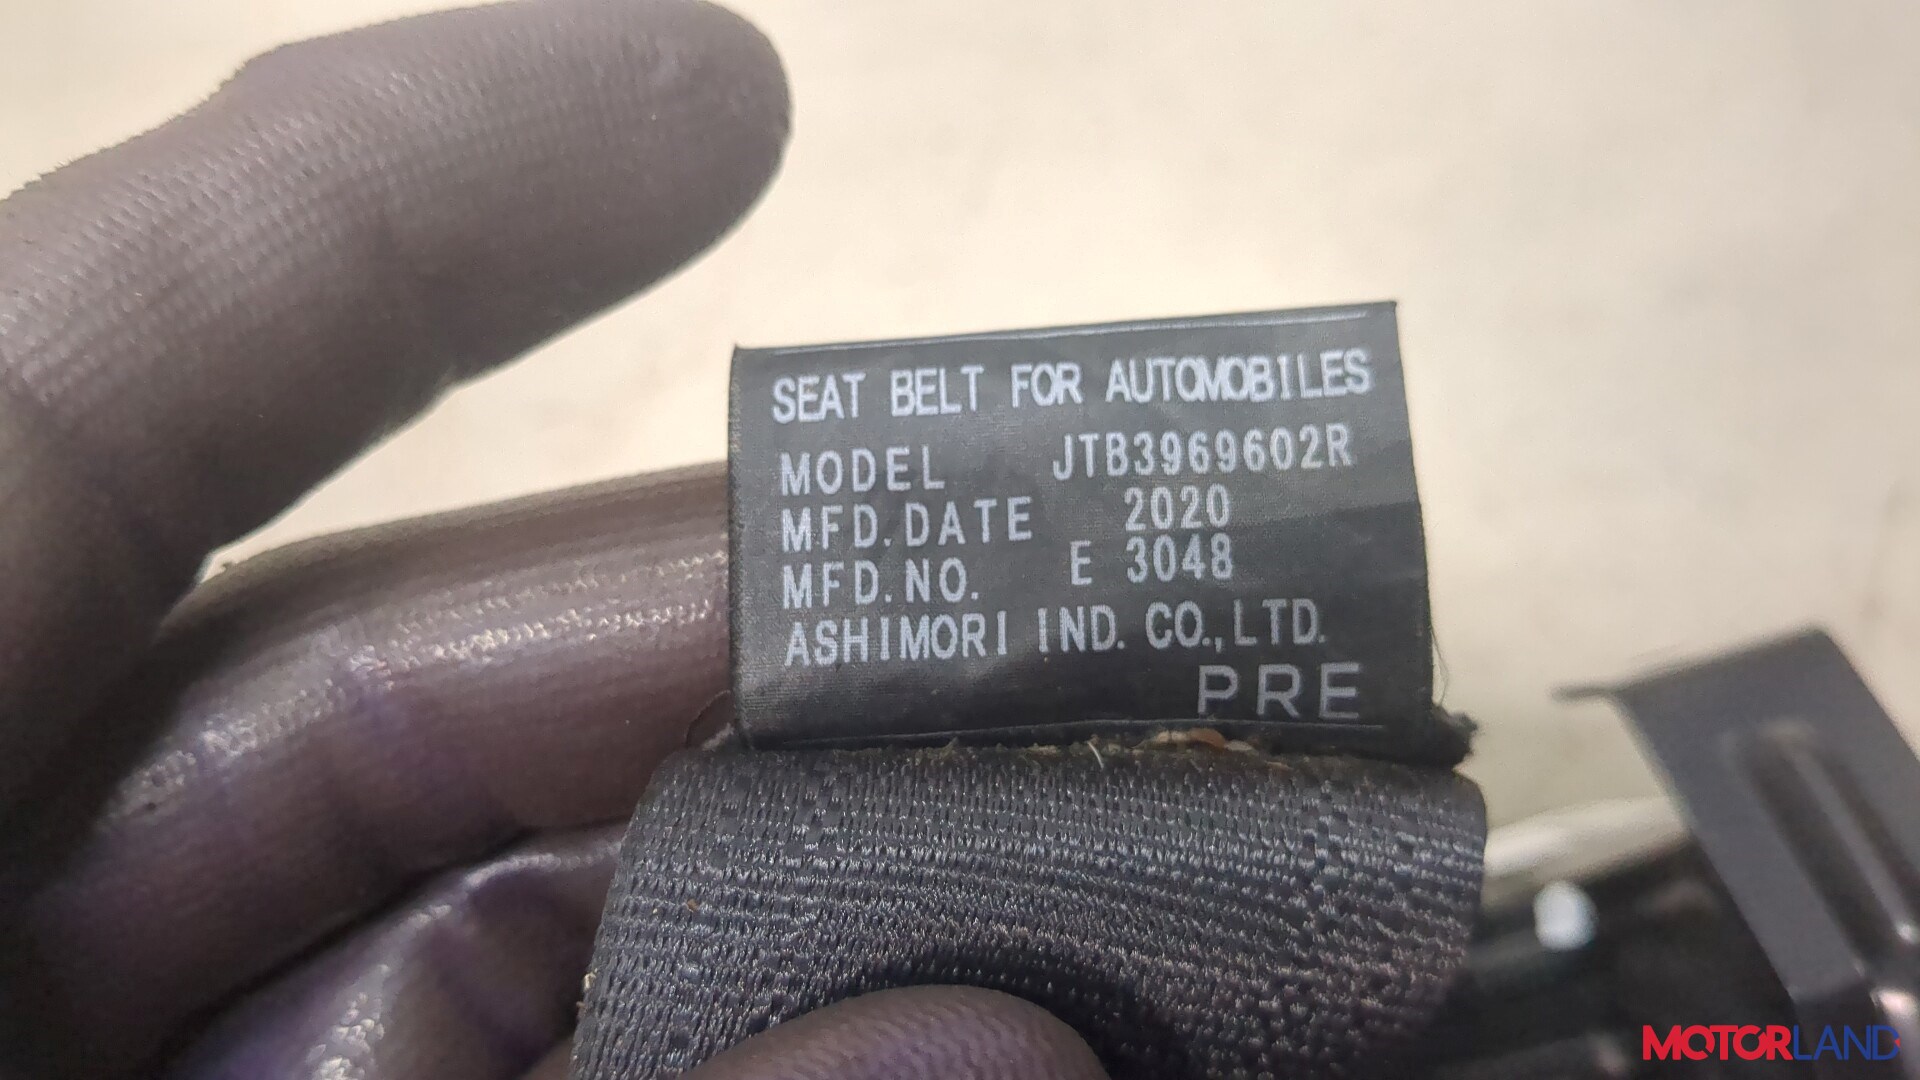 SEAT BELT FOR AUTOMOBILES
MODEL JTB3969602R
MFD.DATE 2020
MFD.NO. E 3048
ASHIMORI IND. CO.,LTD.
PRE
MOTORLAND